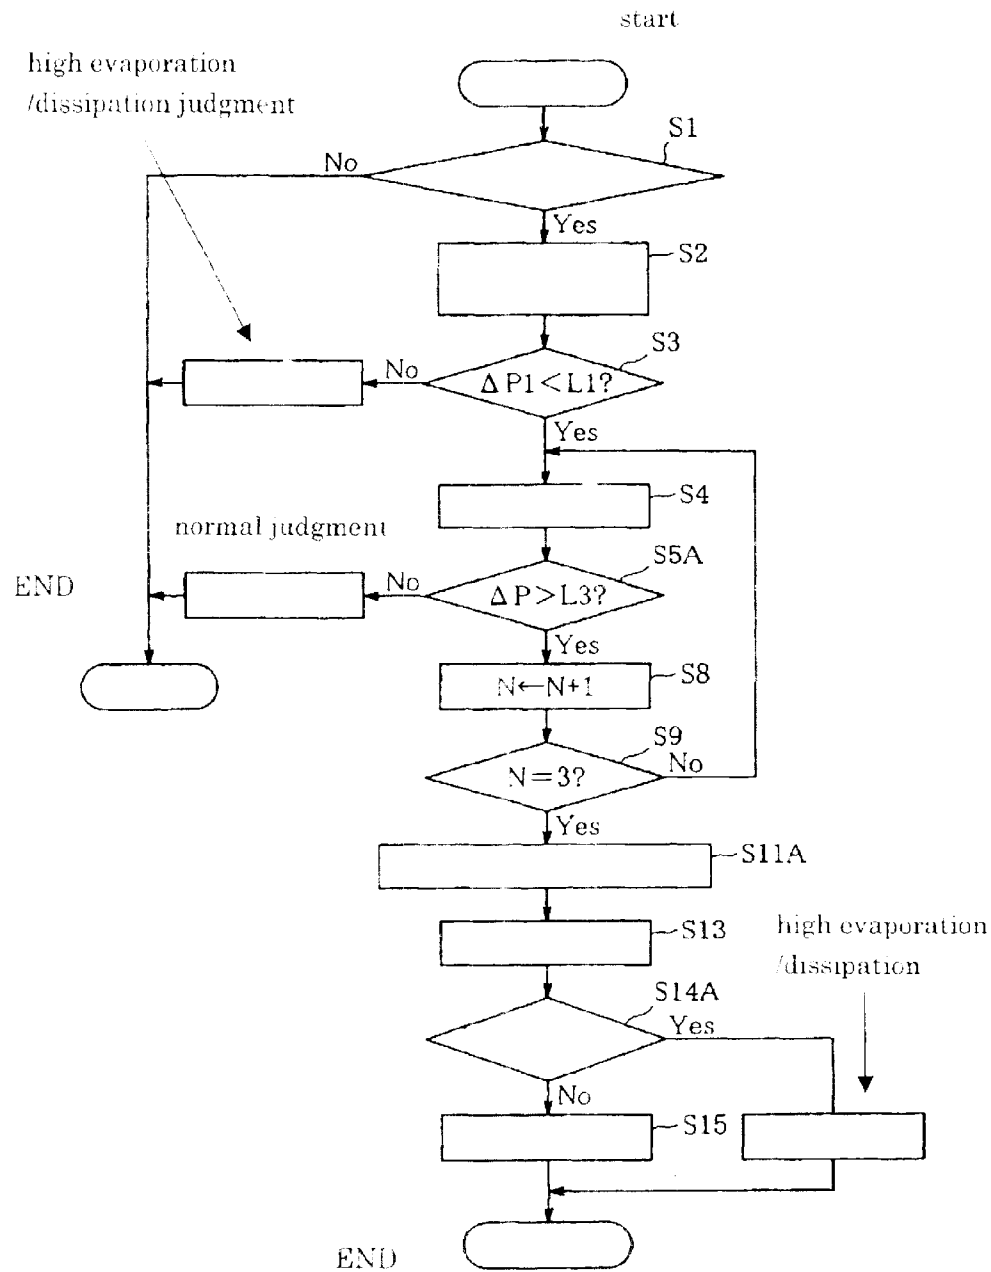 start
high evaporation
/dissipation judgment
S1
No
Yes
S2
S3
ΔP1<L1?
No
Yes
S4
normal judgment
S5A
ΔP>L3?
No
END
Yes
S8
N←N+1
S9
N=3?
No
Yes
S11A
S13
high evaporation
/dissipation
S14A
Yes
No
S15
END